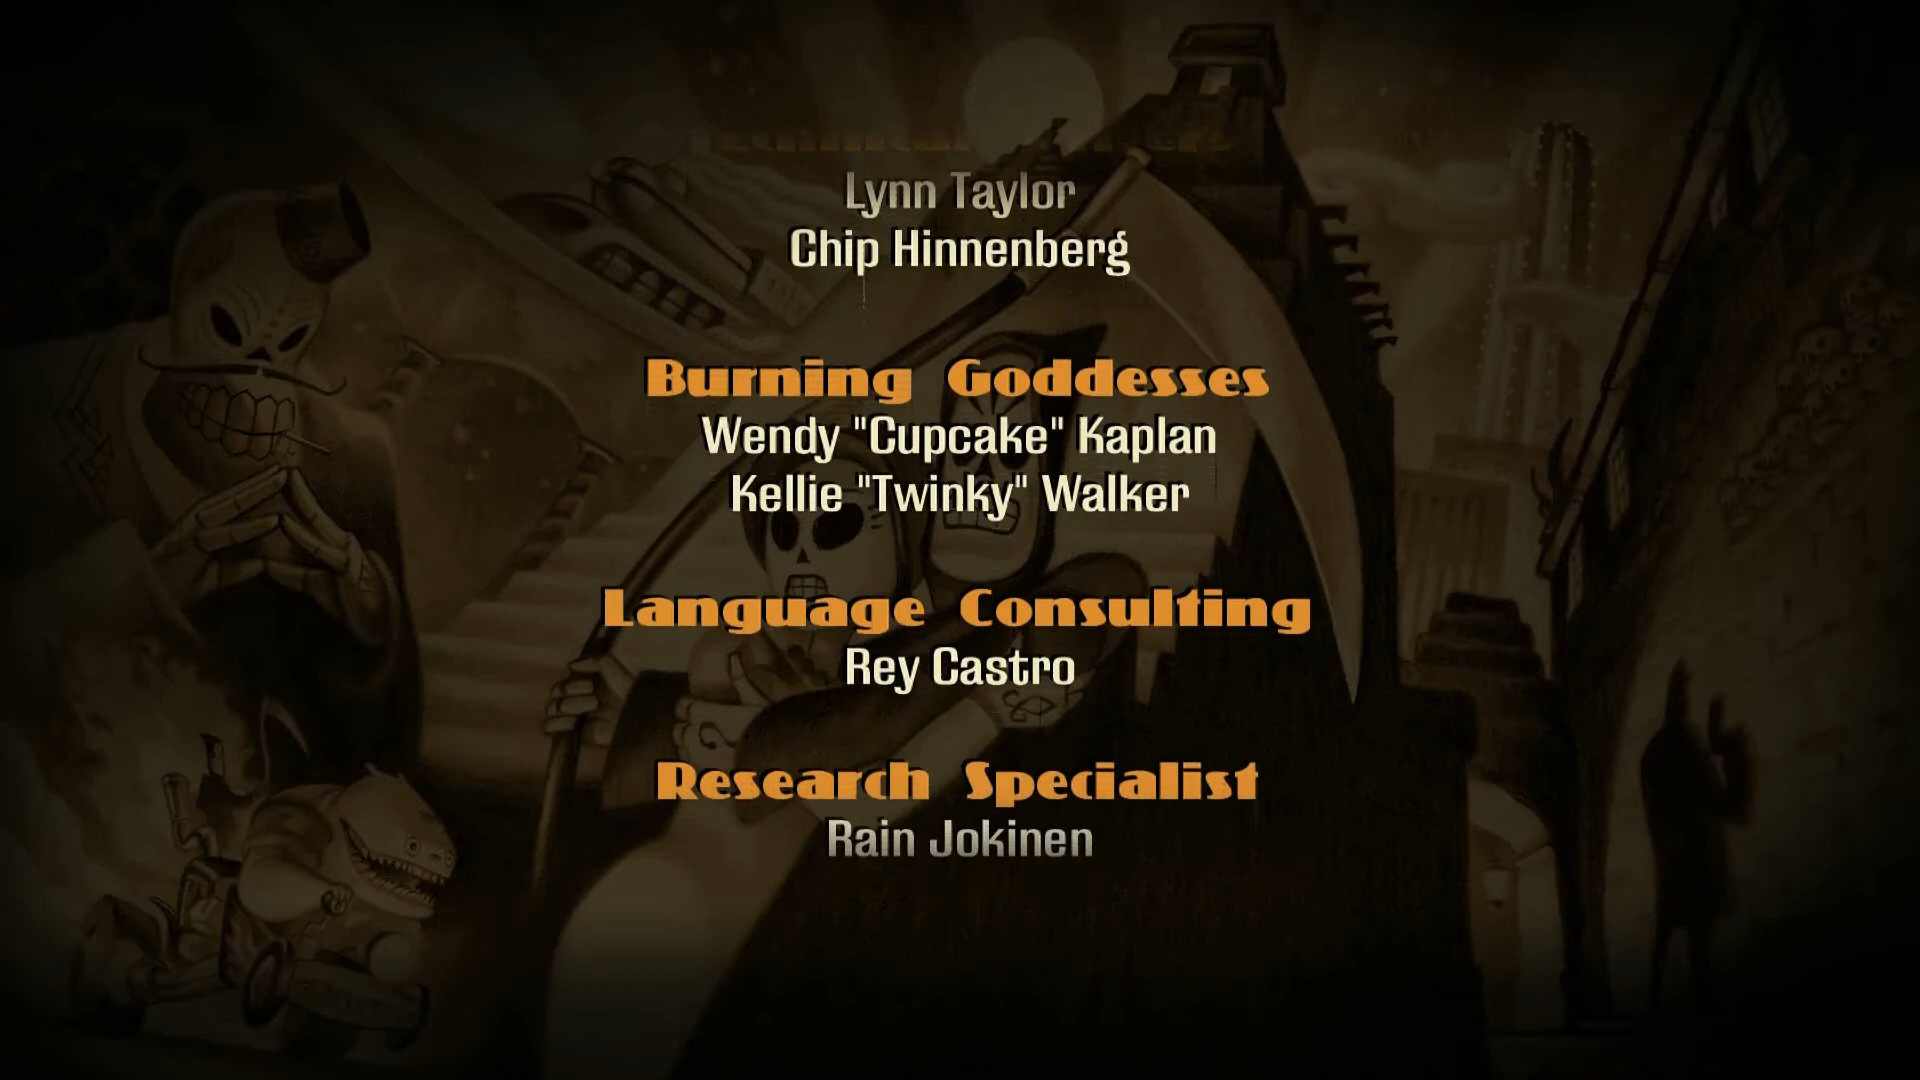 Lynn Taylor
Chip Hinnenberg
Burning Goddesses
Wendy "Cupcake" Kaplan
Kellie "Twinky" Walker
Language Consulting
Rey Castro
Research Specialist
Rain Jokinen